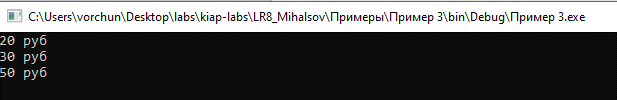 C:\Users\vorchun\Desktop\labs\kiap-labs\LR8_Mihalsov\Примеры\Пример 3\bin\Debug\Пример 3.exe
20 руб
30 руб
50 руб